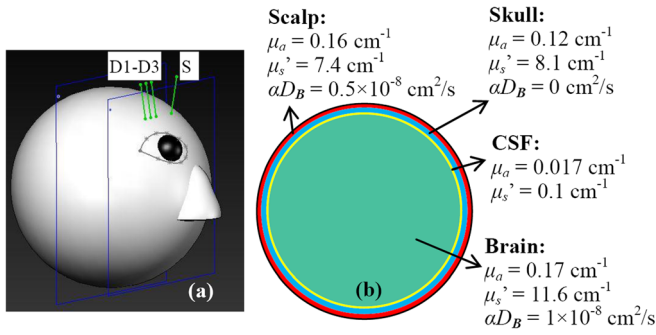 D1-D3
S
(a)
Scalp:
μa = 0.16 cm-1
μs’ = 7.4 cm-1
αDB = 0.5×10-8 cm2/s
Skull:
μa = 0.12 cm-1
μs’ = 8.1 cm-1
αDB = 0 cm2/s
CSF:
μa = 0.017 cm-1
μs’ = 0.1 cm-1
Brain:
μa = 0.17 cm-1
μs’ = 11.6 cm-1
αDB = 1×10-8 cm2/s
(b)